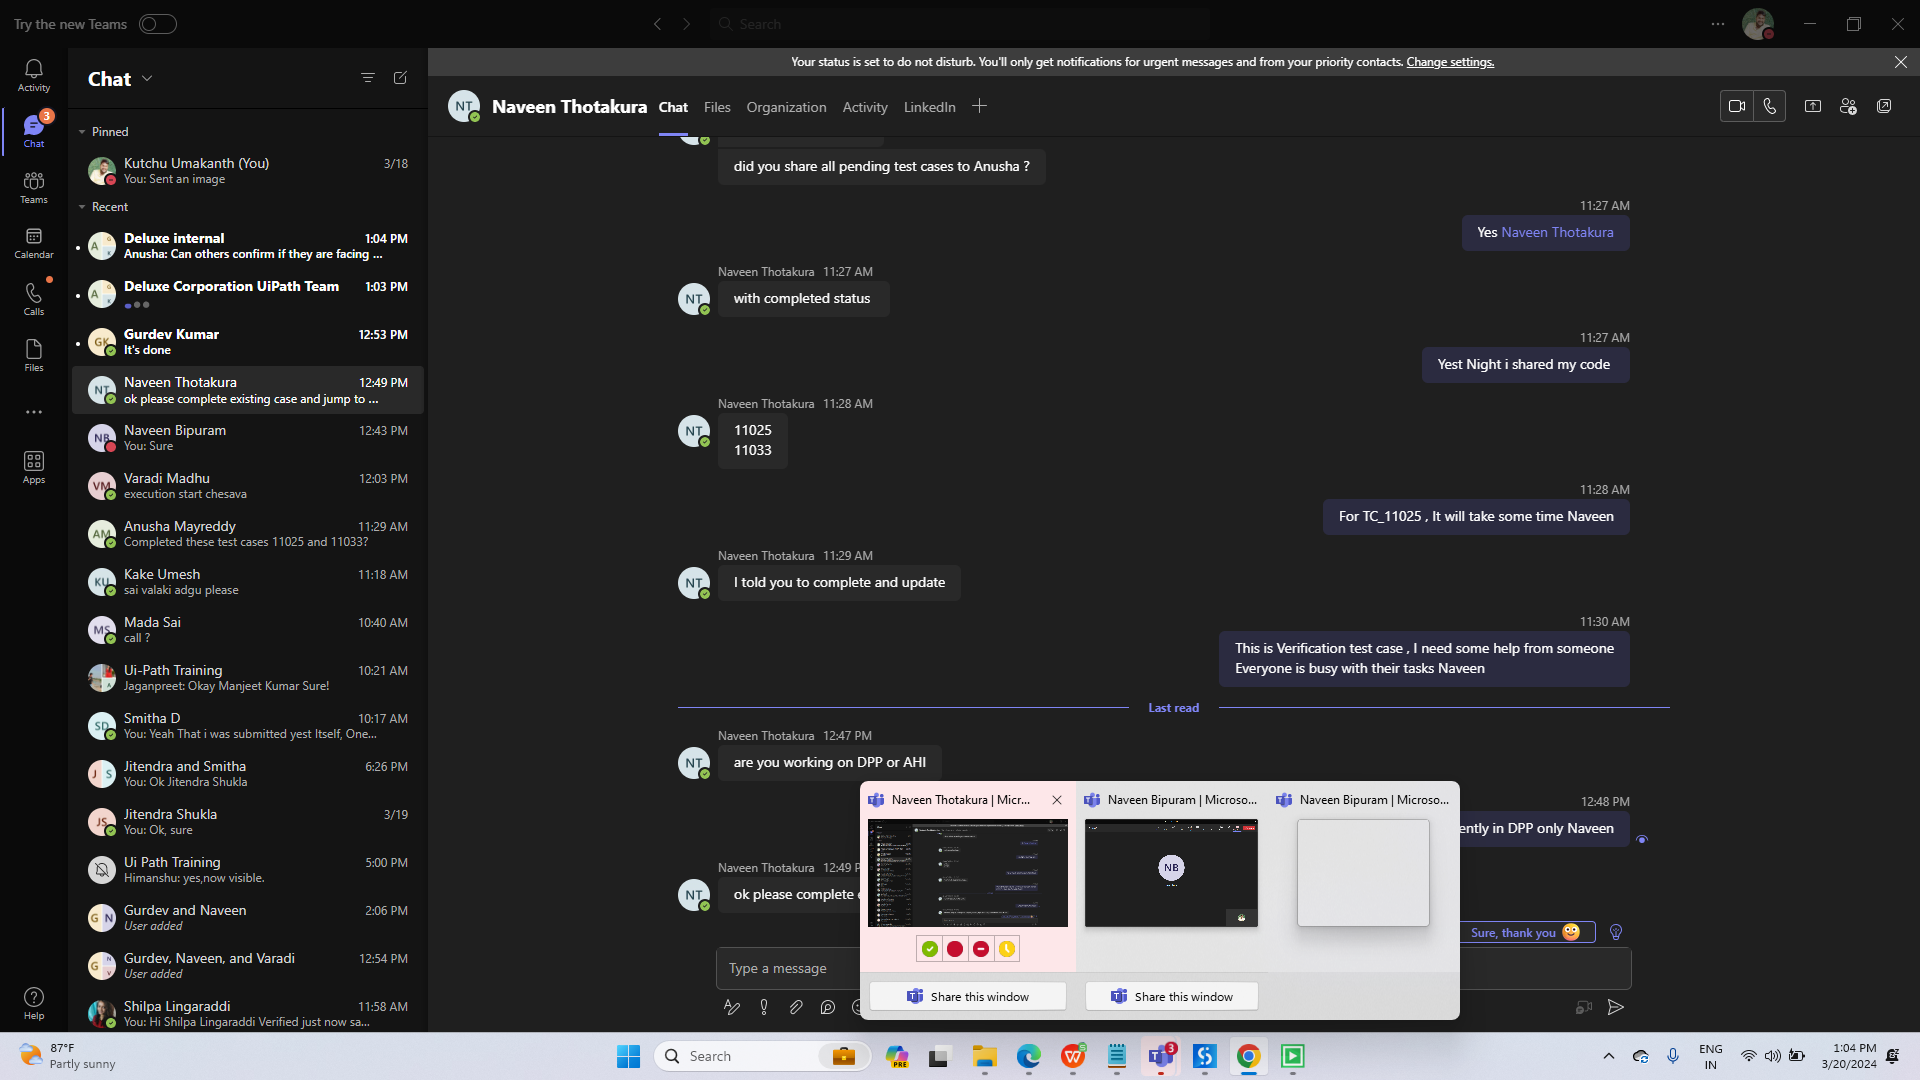 Try the new Teams
Search
Your status is set to do not disturb. You'll only get notifications for urgent messages and from your priority contacts. Change settings.
Activity
3
Chat
Teams
Calendar
Calls
Files
Apps
Help
Chat
Pinned
Kutchu Umakanth (You) 3/18
You: Sent an image
Recent
Deluxe internal 1:04 PM
Anusha: Can others confirm if they are facing ...
Deluxe Corporation UiPath Team 1:03 PM
GK Gurdev Kumar 12:53 PM
It's done
NT Naveen Thotakura 12:49 PM
ok please complete existing case and jump to ...
NB Naveen Bipuram 12:43 PM
You: Sure
VM Varadi Madhu 12:03 PM
execution start chesava
AM Anusha Mayreddy 11:29 AM
Completed these test cases 11025 and 11033?
KU Kake Umesh 11:18 AM
sai valaki adgu please
MS Mada Sai 10:40 AM
call ?
Ui-Path Training 10:21 AM
Jaganpreet: Okay Manjeet Kumar Sure!
SD Smitha D 10:17 AM
You: Yeah That i was submitted yest Itself, One...
J S Jitendra and Smitha 6:26 PM
You: Ok Jitendra Shukla
JS Jitendra Shukla 3/19
You: Ok, sure
Ui Path Training 5:00 PM
Himanshu: yes,now visible.
G N Gurdev and Naveen 2:06 PM
User added
Gurdev, Naveen, and Varadi 12:54 PM
User added
Shilpa Lingaraddi 11:58 AM
You: Hi Shilpa Lingaraddi Verified just now sa...
NT Naveen Thotakura Chat Files Organization Activity LinkedIn
did you share all pending test cases to Anusha ?
11:27 AM
Yes Naveen Thotakura
Naveen Thotakura 11:27 AM
NT with completed status
11:27 AM
Yest Night i shared my code
Naveen Thotakura 11:28 AM
NT 11025
11033
11:28 AM
For TC_11025 , It will take some time Naveen
Naveen Thotakura 11:29 AM
NT I told you to complete and update
11:30 AM
This is Verification test case , I need some help from someone
Everyone is busy with their tasks Naveen
Last read
Naveen Thotakura 12:47 PM
NT are you working on DPP or AHI
12:48 PM
ently in DPP only Naveen
Naveen Thotakura 12:49 P
NT ok please complete
Sure, thank you
Type a message
Naveen Thotakura | Micr...
Naveen Bipuram | Microso...
Naveen Bipuram | Microso...
NB
Share this window
Share this window
87°F
Partly sunny
Search
PRE
5
3
ENG
IN
1:04 PM
3/20/2024